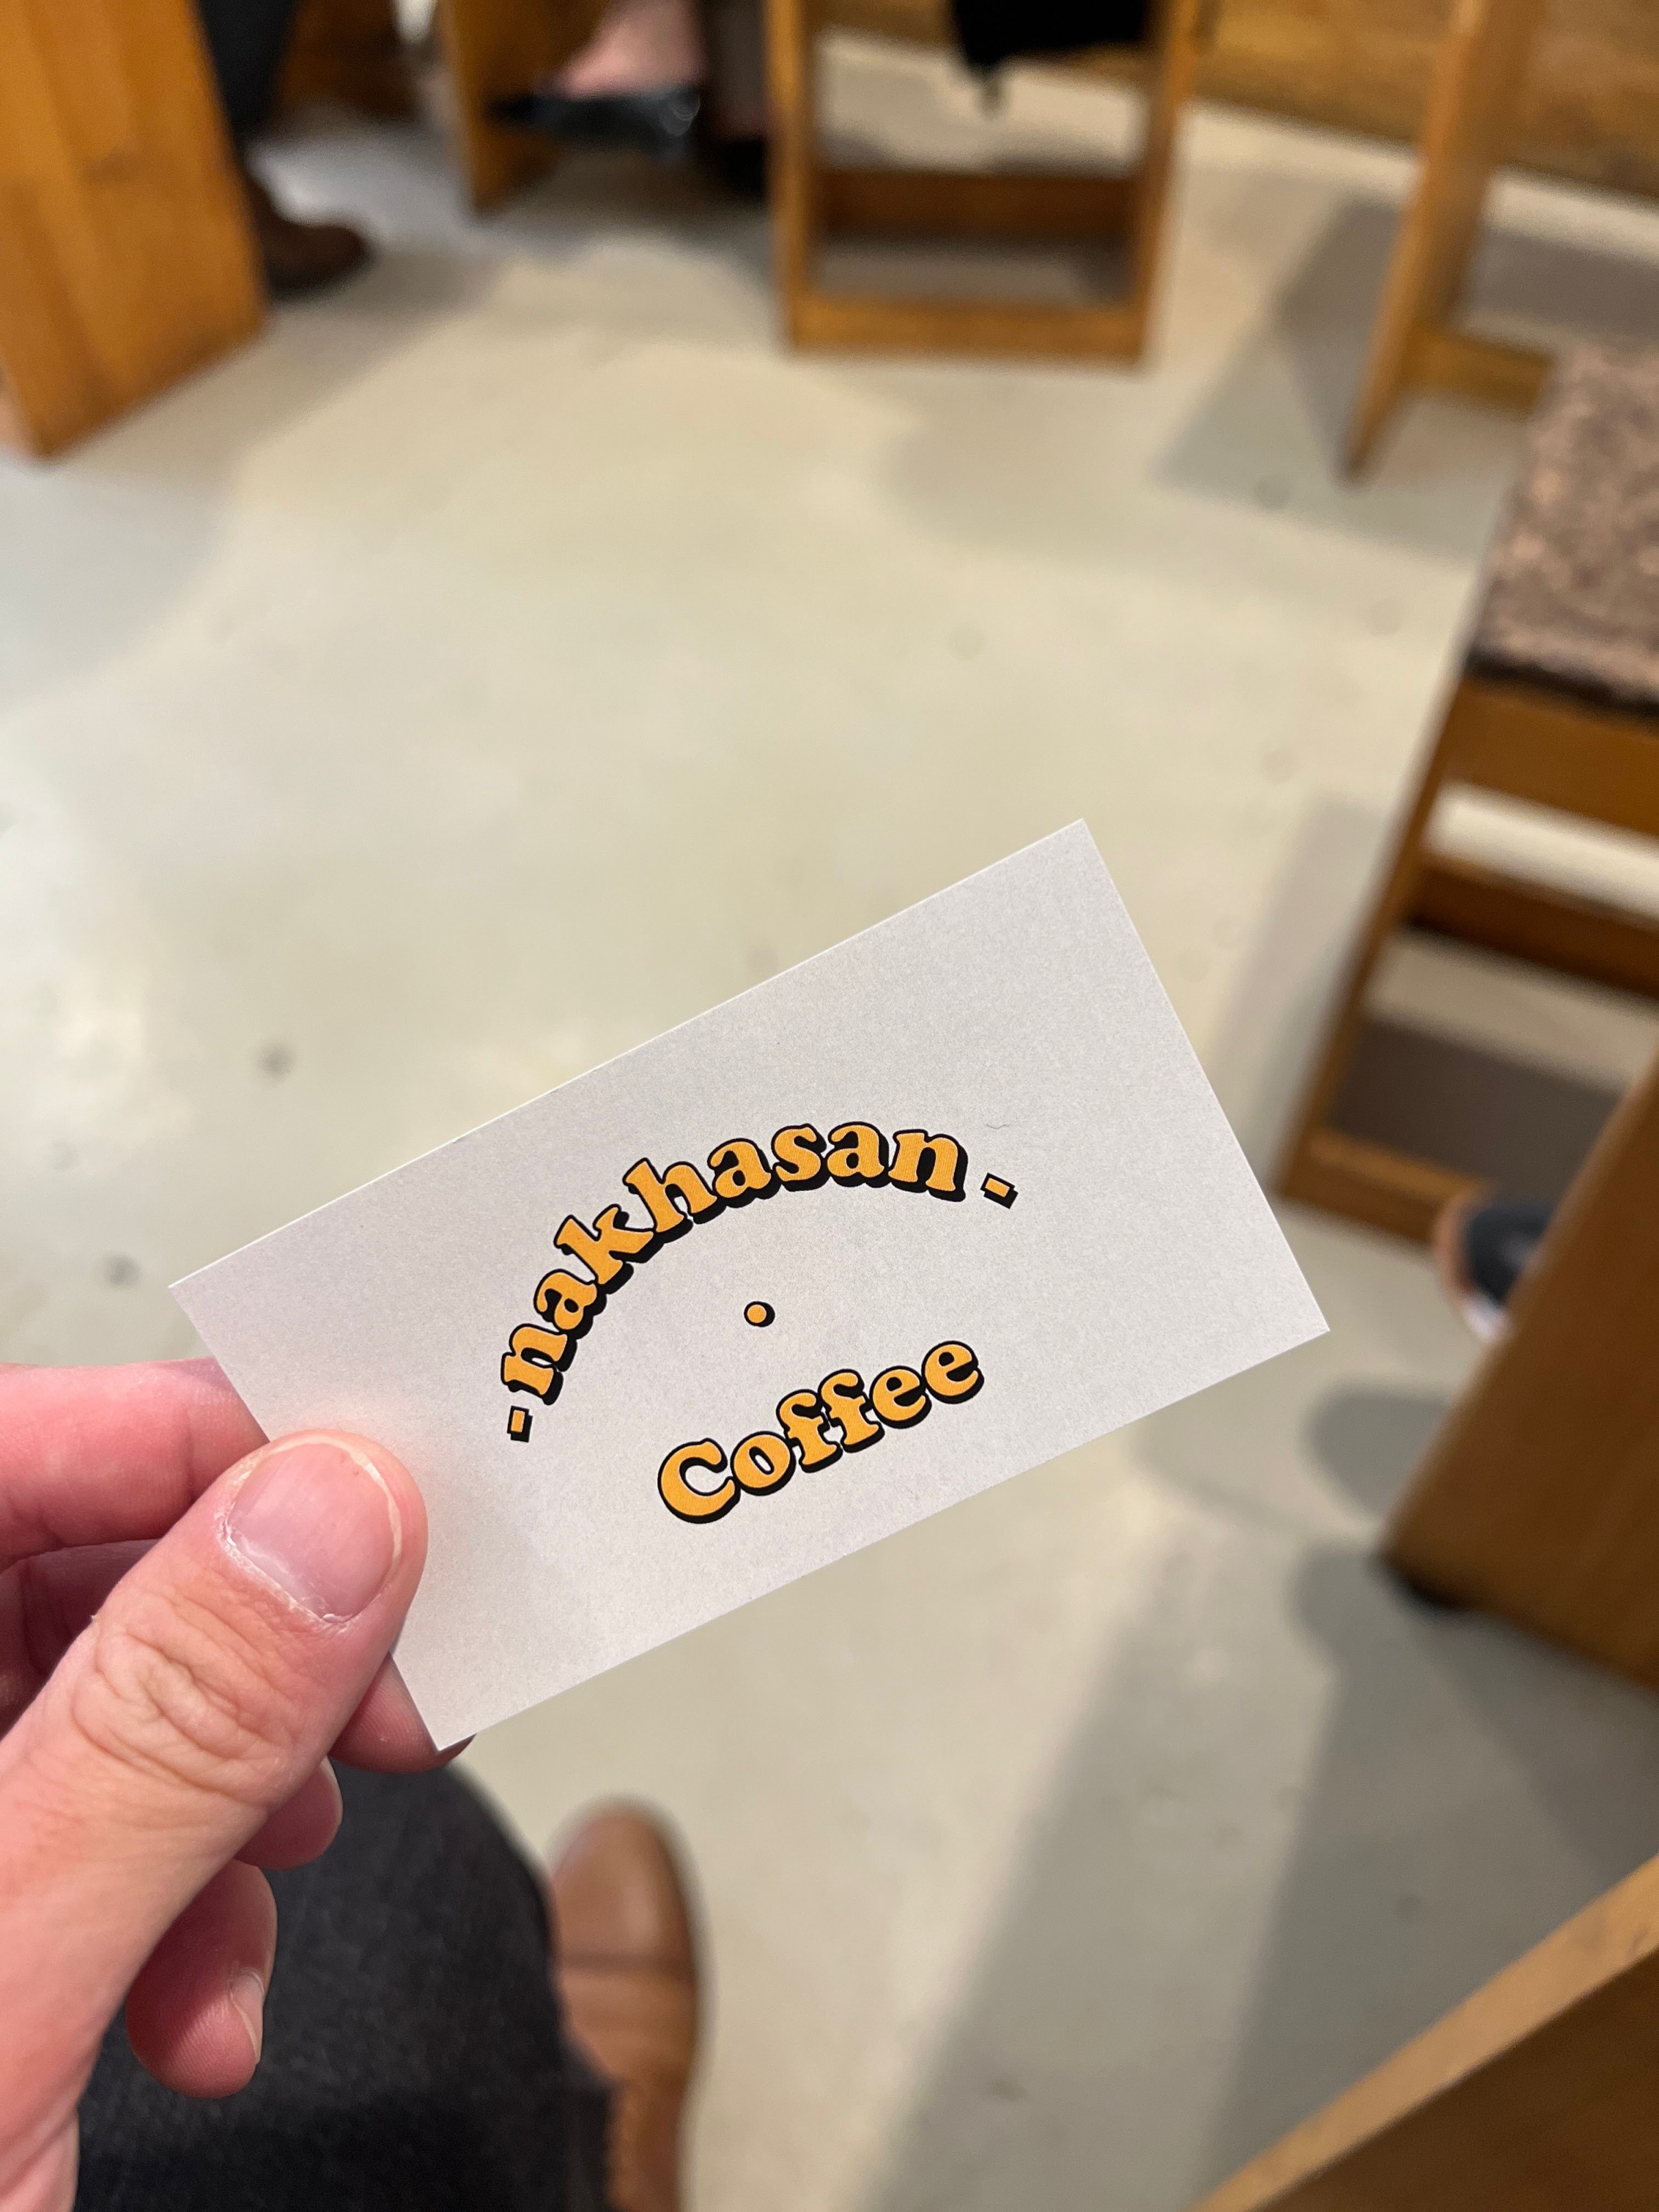 -nakhasan-
•
Coffee